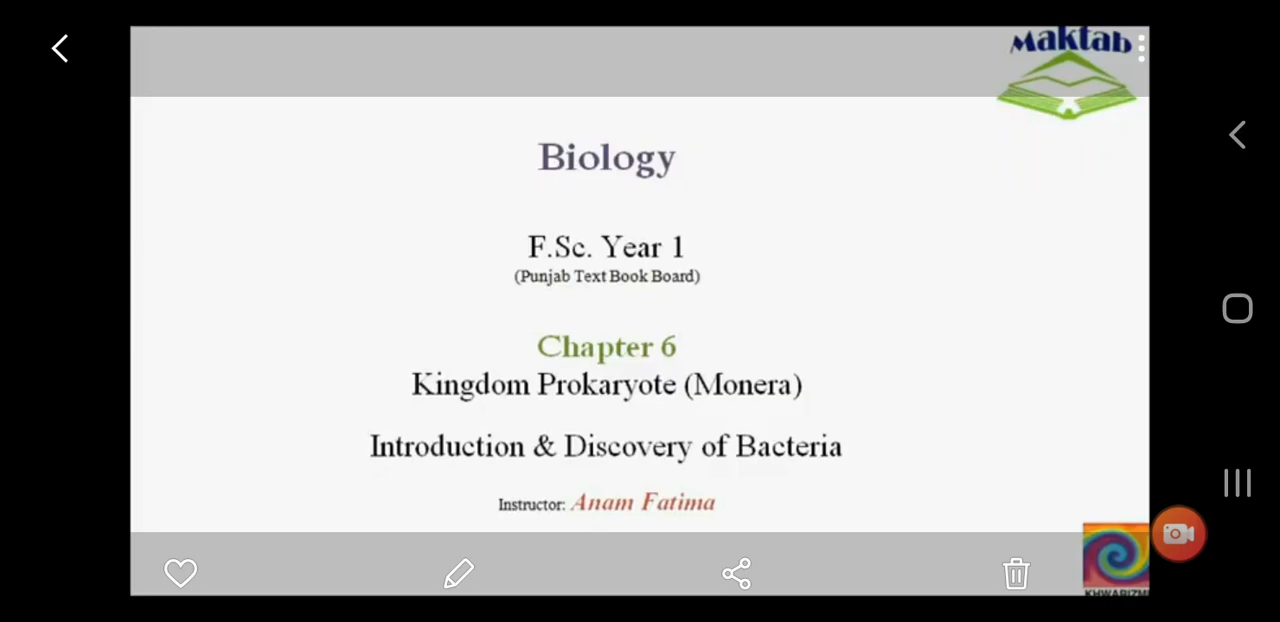 Maktab
Biology
F.Sc. Year 1
(Punjab Text Book Board)
Chapter 6
Kingdom Prokaryote (Monera)
Introduction & Discovery of Bacteria
Instructor: Anam Fatima